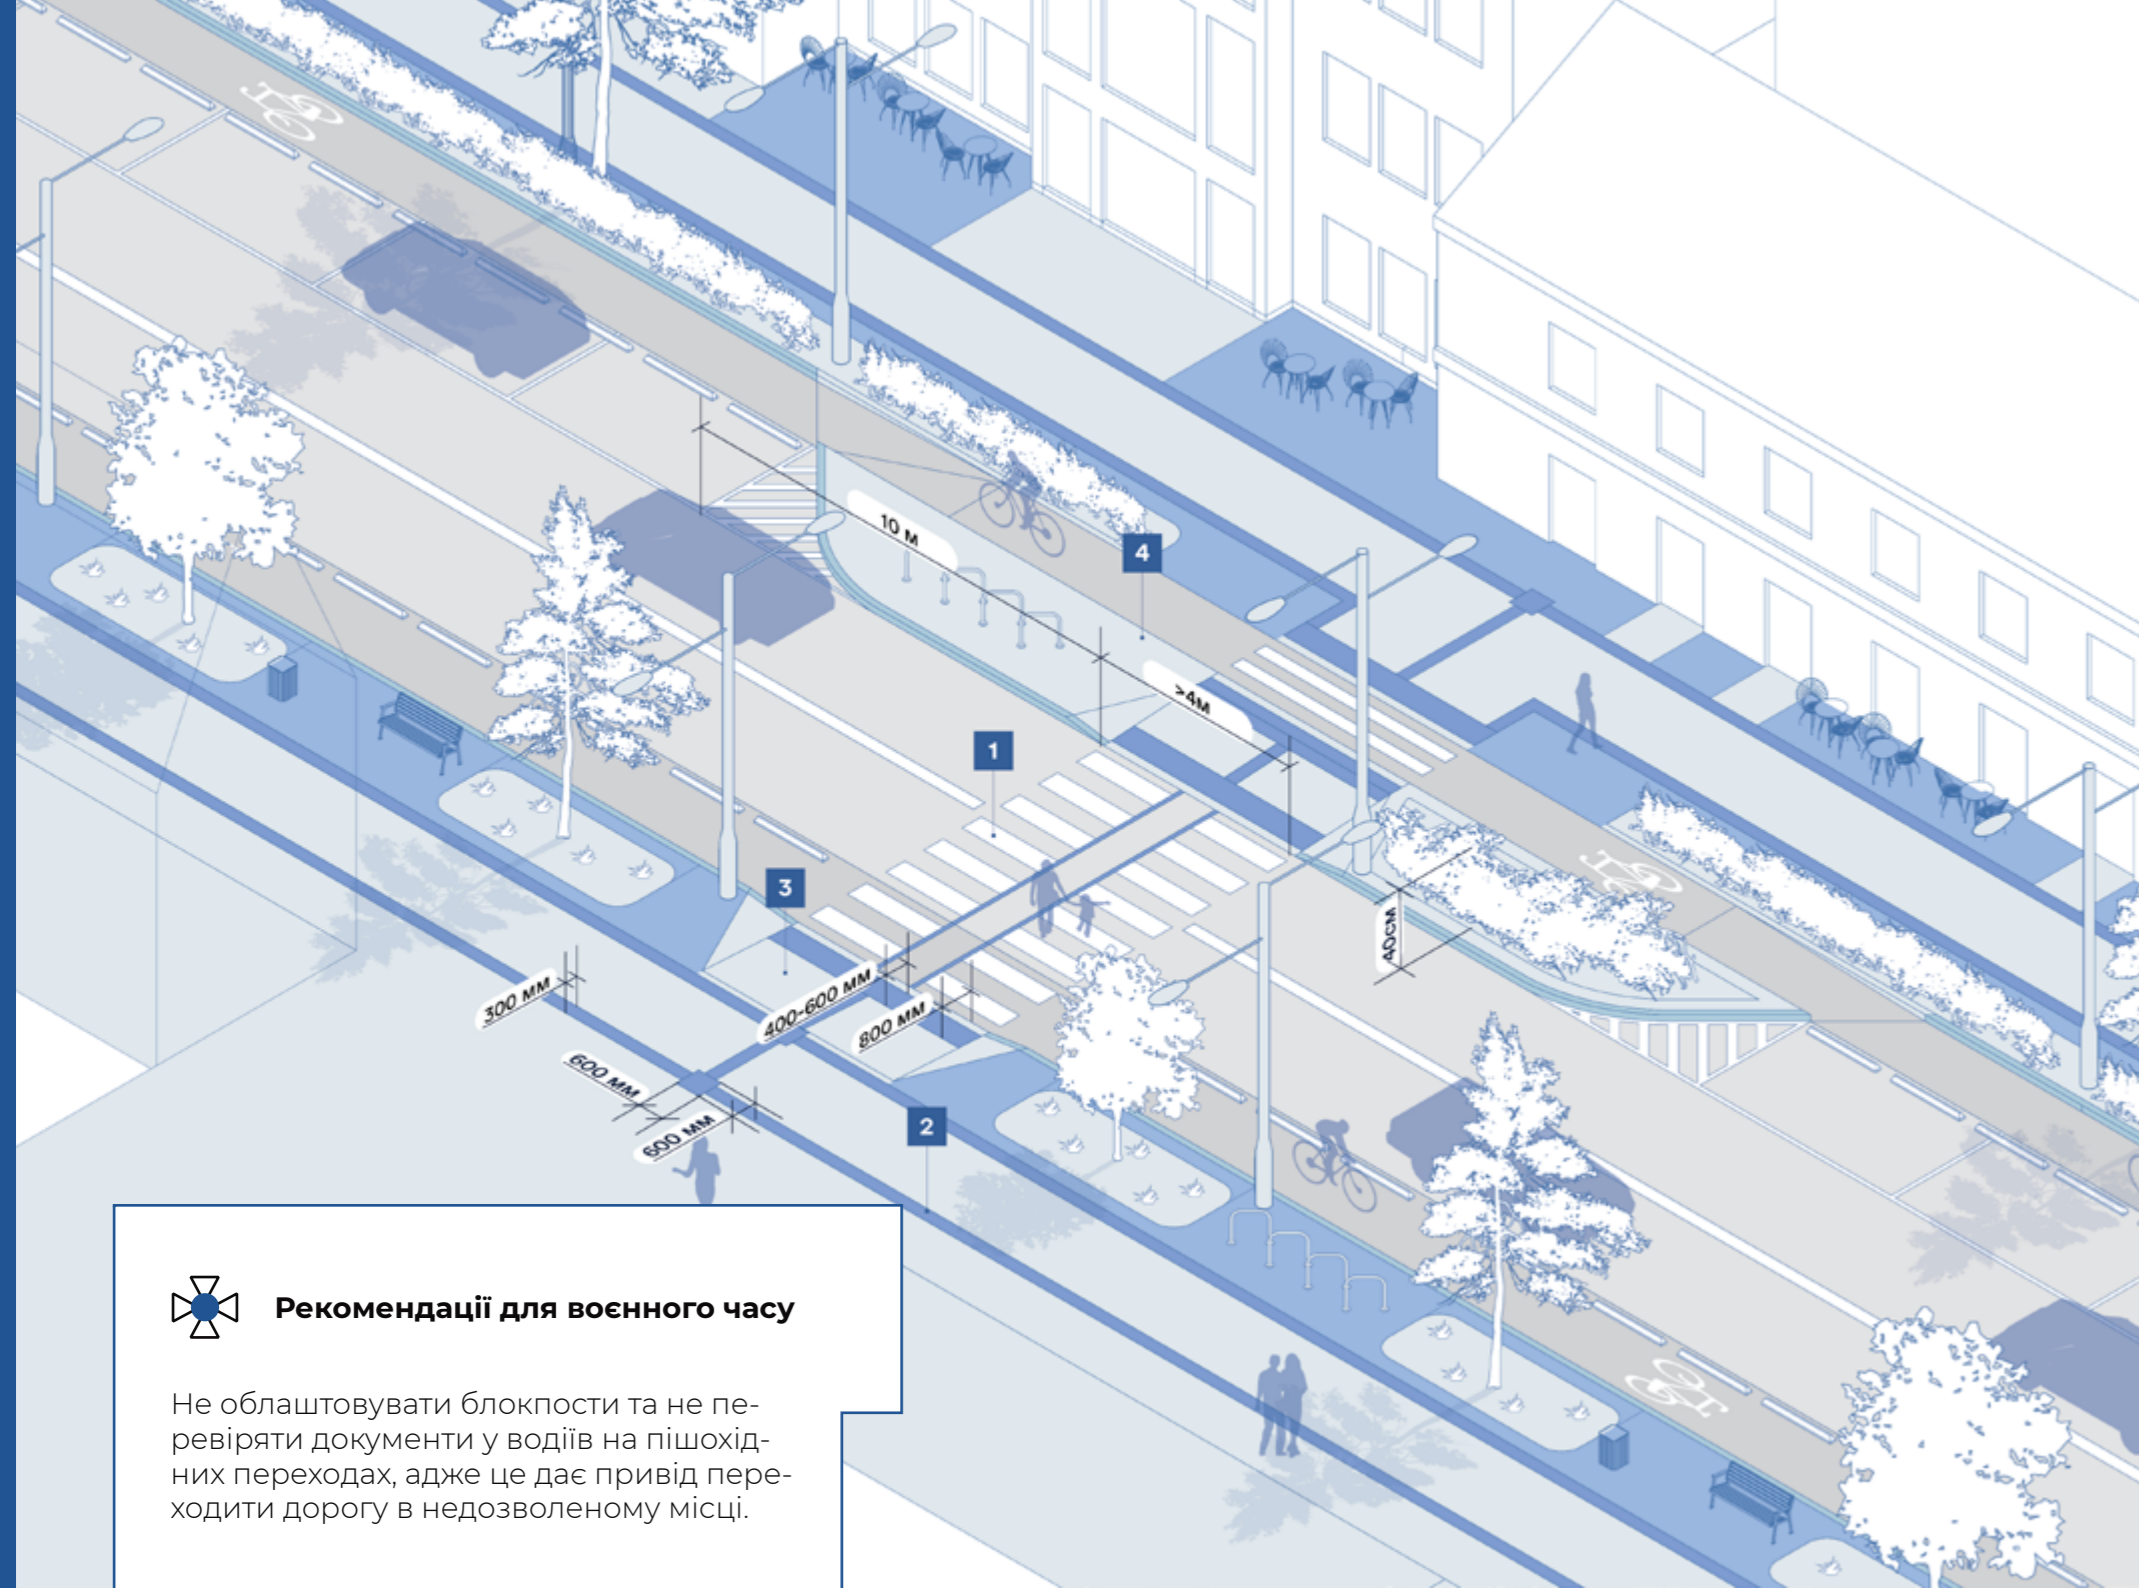 10 м
4
>4м
1
3
40см
300 мм
400-600 мм
800 мм
600 мм
2
600 мм
Рекомендації для воєнного часу
Не облаштовувати блокпости та не пе-
ревіряти документи у водіїв на пішохід-
них переходах, адже це дає привід пере-
ходити дорогу в недозволеному місці.